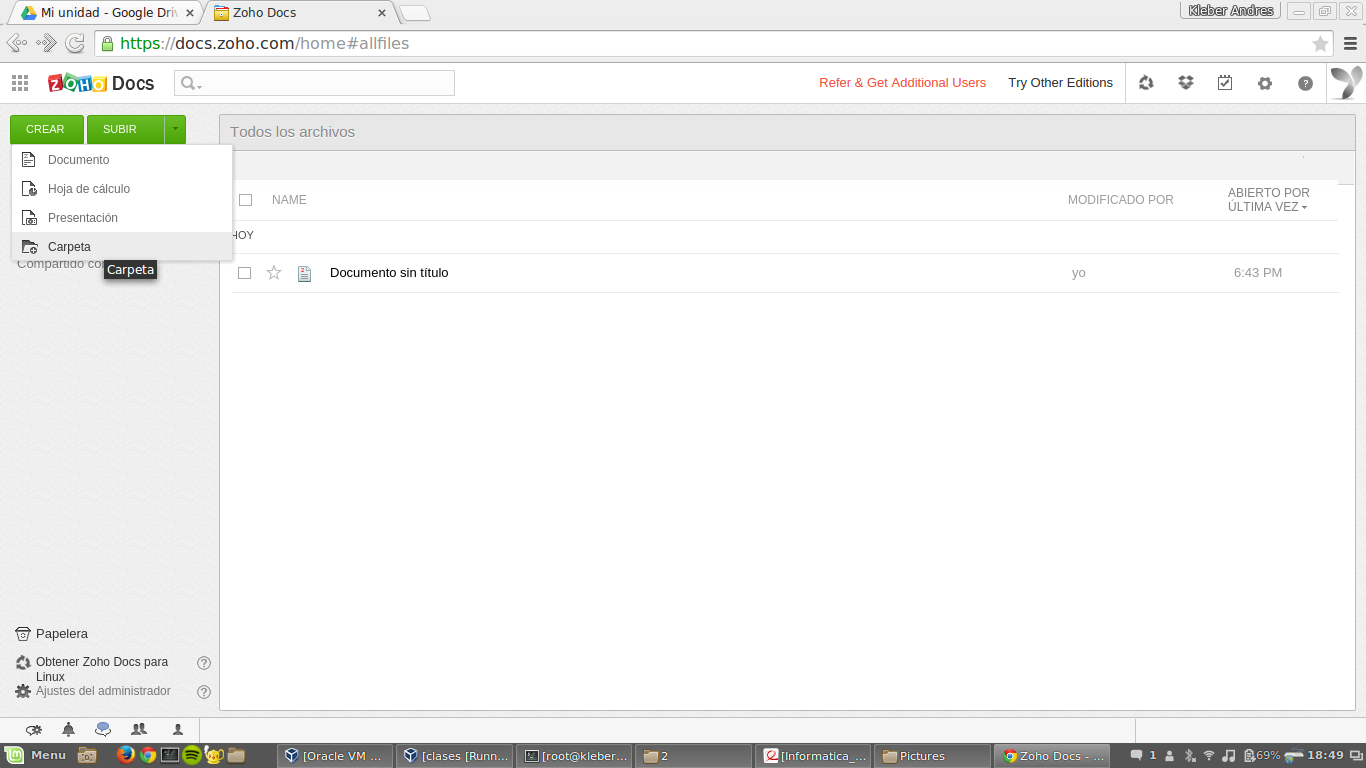 Mi unidad - Google Driv
Zoho Docs
Kleber Andres
https://docs.zoho.com/home#allfiles
ZOHO Docs
Refer & Get Additional Users
Try Other Editions
CREAR
SUBIR
Todos los archivos
Documento
Hoja de cálculo
Presentación
Carpeta
Compartido con
Carpeta
NAME
MODIFICADO POR
ABIERTO POR
ÚLTIMA VEZ
HOY
Documento sin título
yo
6:43 PM
Papelera
Obtener Zoho Docs para
Linux
Ajustes del administrador
Menu
[Oracle VM ...
[clases [Runn...
[root@kleber...
2
[Informatica_...
Pictures
Zoho Docs - ...
1
69%
18:49